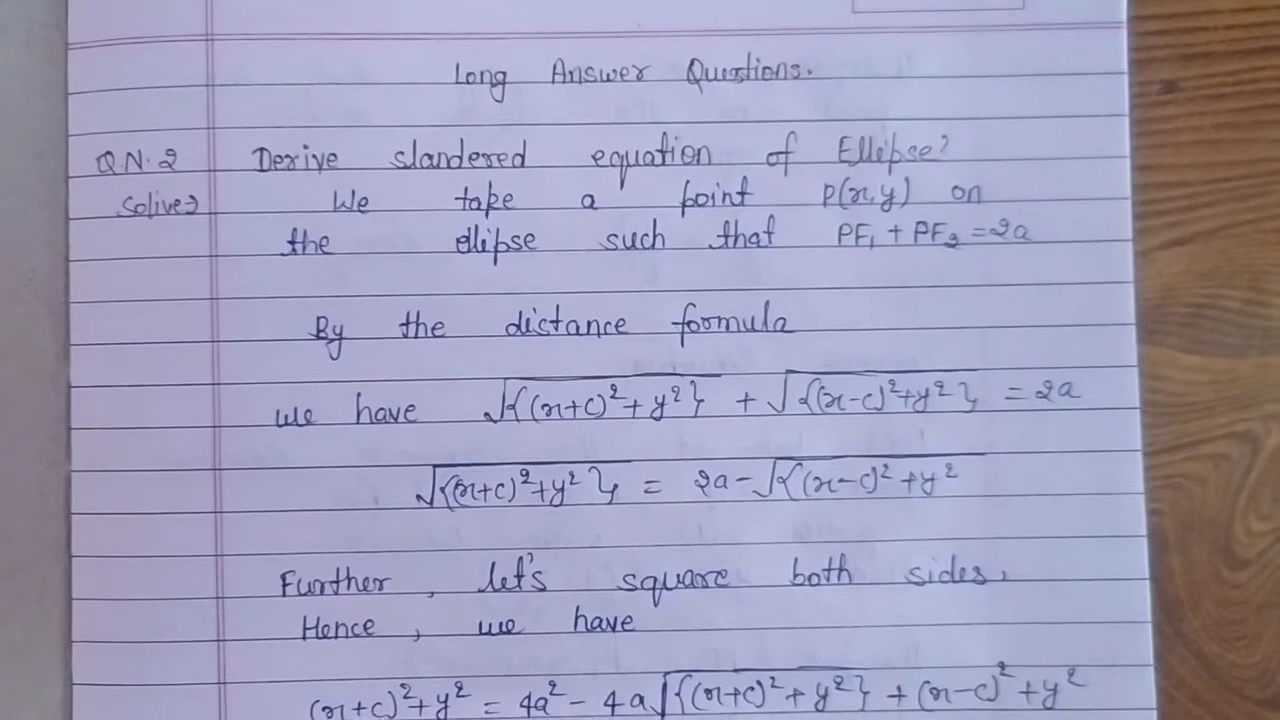 Long Answer Questions.
Q.N.2 Derive slandered equation of Ellipse?
Solive→ We take a point P(x,y) on
the ellipse such that PF₁ + PF₂ = 2a
By the distance formula
we have √{(x+c)²+y²} + √{(x-c)²+y²} = 2a
√{(x+c)²+y²} = 2a-√{(x-c)²+y²
Further, let's square both sides.
Hence, we have
(x+c)²+y² = 4a² - 4a√{(x+c)²+y²} + (x-c)²+y²